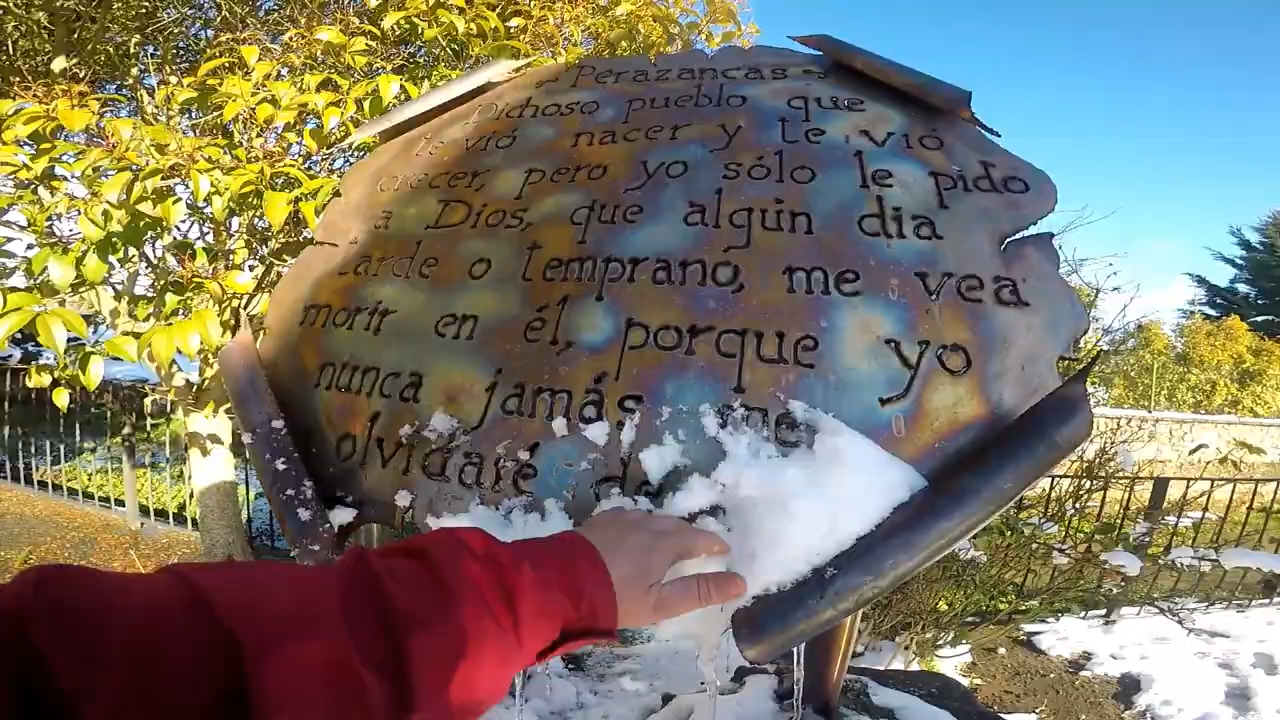 Perazancas
Dichoso pueblo que
te vió nacer y te vió
crecer, pero yo sólo le pido
a Dios, que algún dia
tarde o temprano, me vea
morir en él, porque yo
nunca jamás me
olvidaré de